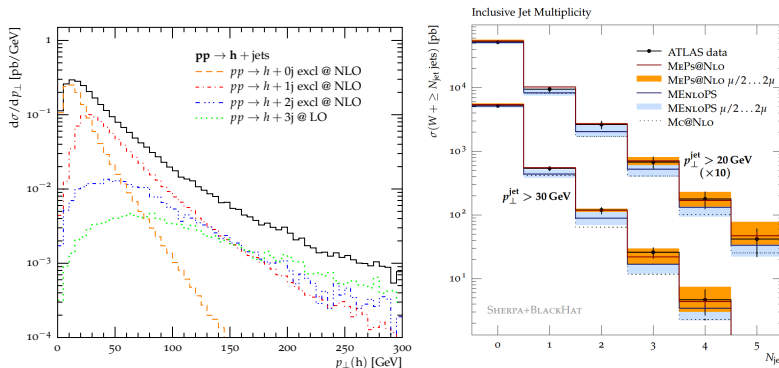 pp → h + jets
pp → h + 0j excl @ NLO
pp → h + 1j excl @ NLO
pp → h + 2j excl @ NLO
pp → h + 3j @ LO
dσ/dp⊥ [pb/GeV]
1
10⁻¹
10⁻²
10⁻³
10⁻⁴
0 50 100 150 200 250 300
p⊥(h) [GeV]
Inclusive Jet Multiplicity
σ(W + ≥ N_jet jets) [pb]
ATLAS data
MEPS@NLO
MEPS@NLO μ/2 . . . 2μ
MENLOPS
MENLOPS μ/2 . . . 2μ
MC@NLO
10⁴
10³
10²
10¹
p⊥^jet > 20 GeV
(×10)
p⊥^jet > 30 GeV
SHERPA+BLACKHAT
0 1 2 3 4 5
N_jet